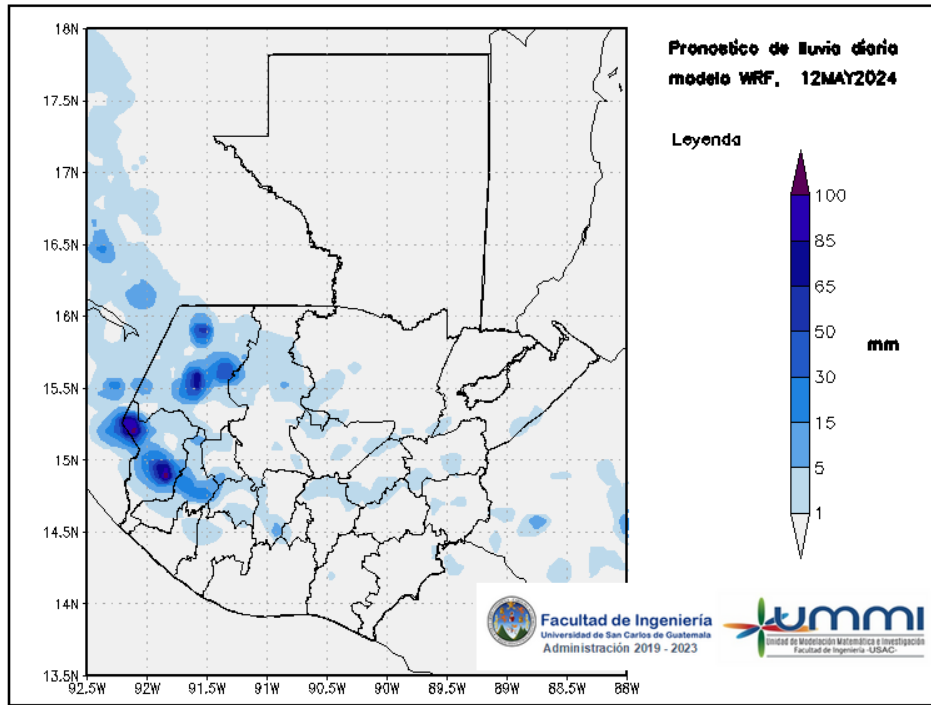 Pronostico de lluvia diaria
modelo WRF, 12MAY2024
Leyenda
100
85
65
50
30
15
5
1
mm
18N
17.5N
17N
16.5N
16N
15.5N
15N
14.5N
14N
13.5N
92.5W 92W 91.5W 91W 90.5W 90W 89.5W 89W 88.5W 88W
Facultad de Ingeniería
Universidad de San Carlos de Guatemala
Administración 2019 - 2023
ummi
Unidad de Modelación Matemática e Investigación
Facultad de Ingeniería -USAC-